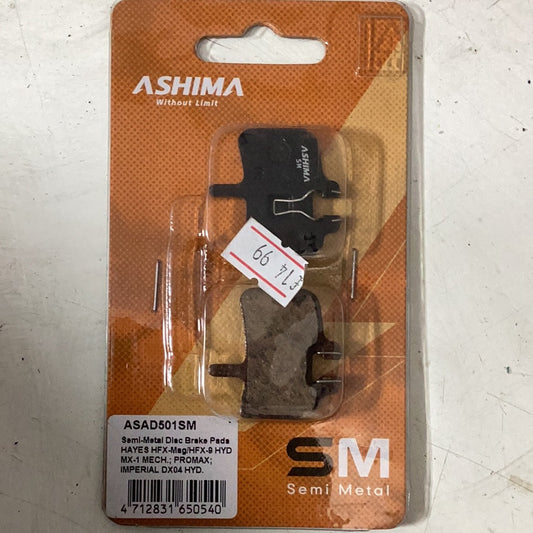 ASHIMA
Without Limit
ASHIMA
SM
£14
99
ASAD501SM
Semi-Metal Disc Brake Pads
HAYES HFX-Mag/HFX-9 HYD
MX-1 MECH.; PROMAX;
IMPERIAL DX04 HYD.
4 712831 650540
SM
Semi Metal